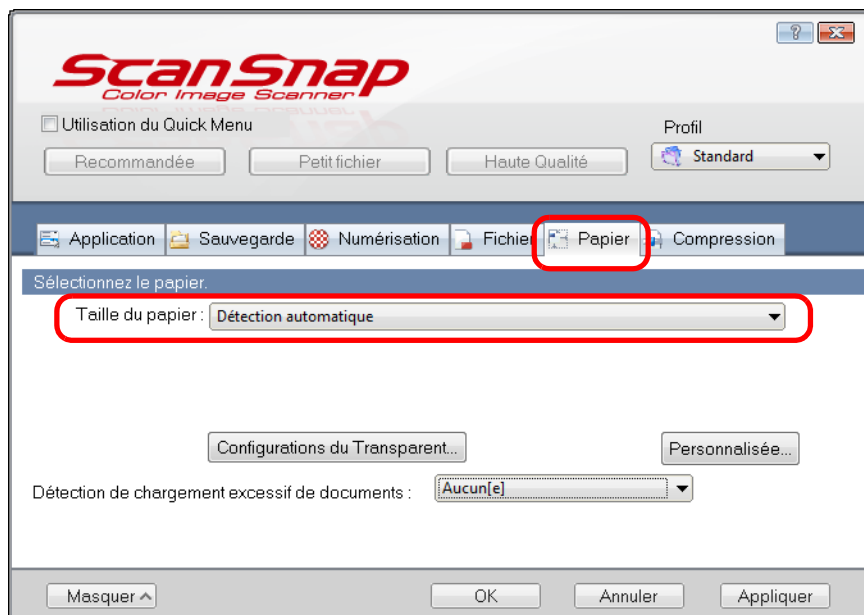 ScanSnap
Color Image Scanner
Utilisation du Quick Menu
Profil
Recommandée Petit fichier Haute Qualité Standard
Application Sauvegarde Numérisation Fichier Papier Compression
Sélectionnez le papier.
Taille du papier : Détection automatique
Configurations du Transparent... Personnalisée...
Détection de chargement excessif de documents : Aucun[e]
Masquer OK Annuler Appliquer